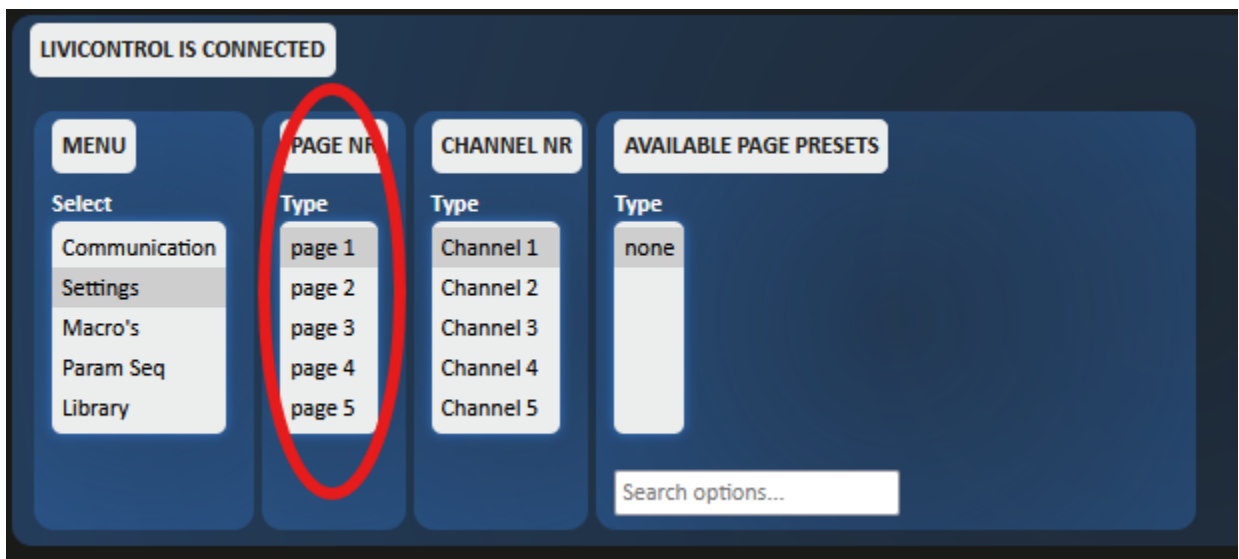 LIVICONTROL IS CONNECTED
MENU
Select
Communication
Settings
Macro's
Param Seq
Library
PAGE NR
Type
page 1
page 2
page 3
page 4
page 5
CHANNEL NR
Type
Channel 1
Channel 2
Channel 3
Channel 4
Channel 5
AVAILABLE PAGE PRESETS
Type
none
Search options...